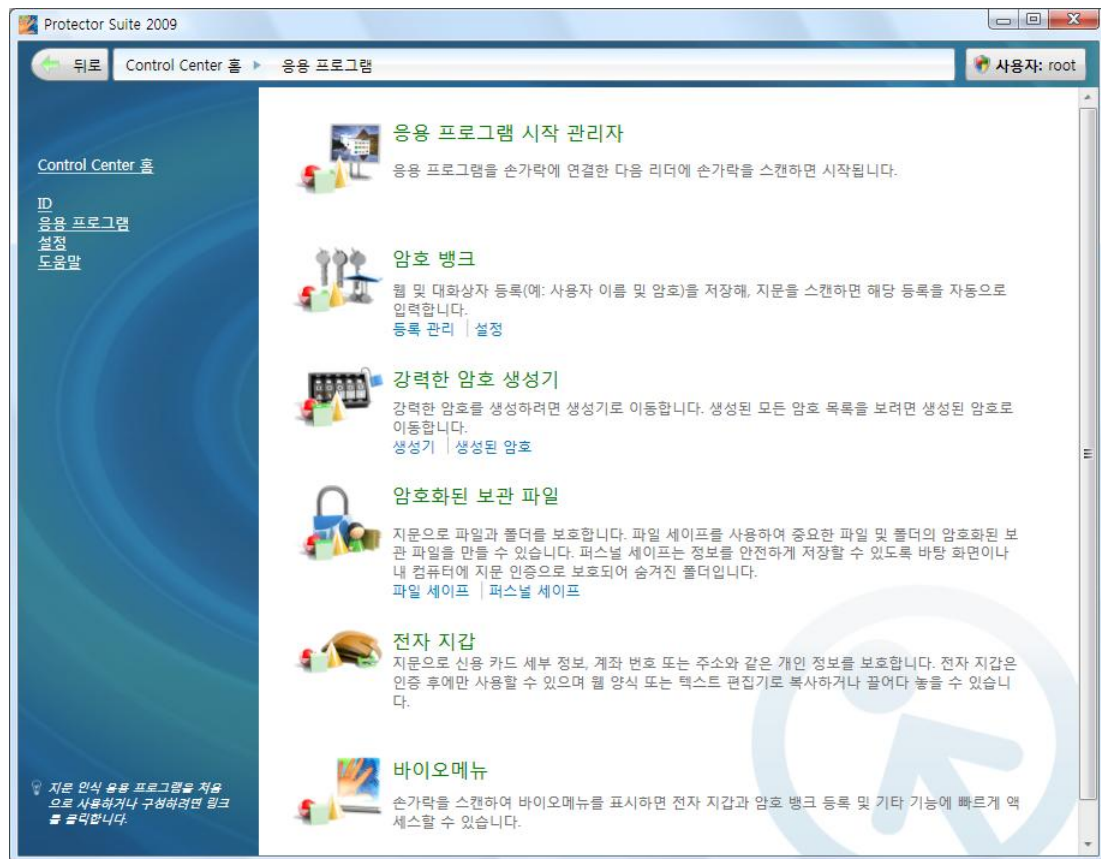 Protector Suite 2009
뒤로
Control Center 홈 ▶ 응용 프로그램
사용자: root
Control Center 홈
ID
응용 프로그램
설정
도움말
지문 인식 응용 프로그램을 처음
으로 사용하거나 구성하려면 링크
를 클릭합니다.
응용 프로그램 시작 관리자
응용 프로그램을 손가락에 연결한 다음 리더에 손가락을 스캔하면 시작됩니다.
암호 뱅크
웹 및 대화상자 등록(예: 사용자 이름 및 암호)을 저장해, 지문을 스캔하면 해당 등록을 자동으로
입력합니다.
등록 관리 | 설정
강력한 암호 생성기
강력한 암호를 생성하려면 생성기로 이동합니다. 생성된 모든 암호 목록을 보려면 생성된 암호로
이동합니다.
생성기 | 생성된 암호
암호화된 보관 파일
지문으로 파일과 폴더를 보호합니다. 파일 세이프를 사용하여 중요한 파일 및 폴더의 암호화된 보
관 파일을 만들 수 있습니다. 퍼스널 세이프는 정보를 안전하게 저장할 수 있도록 바탕 화면이나
내 컴퓨터에 지문 인증으로 보호되어 숨겨진 폴더입니다.
파일 세이프 | 퍼스널 세이프
전자 지갑
지문으로 신용 카드 세부 정보, 계좌 번호 또는 주소와 같은 개인 정보를 보호합니다. 전자 지갑은
인증 후에만 사용할 수 있으며 웹 양식 또는 텍스트 편집기로 복사하거나 끌어다 놓을 수 있습니
다.
바이오메뉴
손가락을 스캔하여 바이오메뉴를 표시하면 전자 지갑과 암호 뱅크 등록 및 기타 기능에 빠르게 액
세스할 수 있습니다.